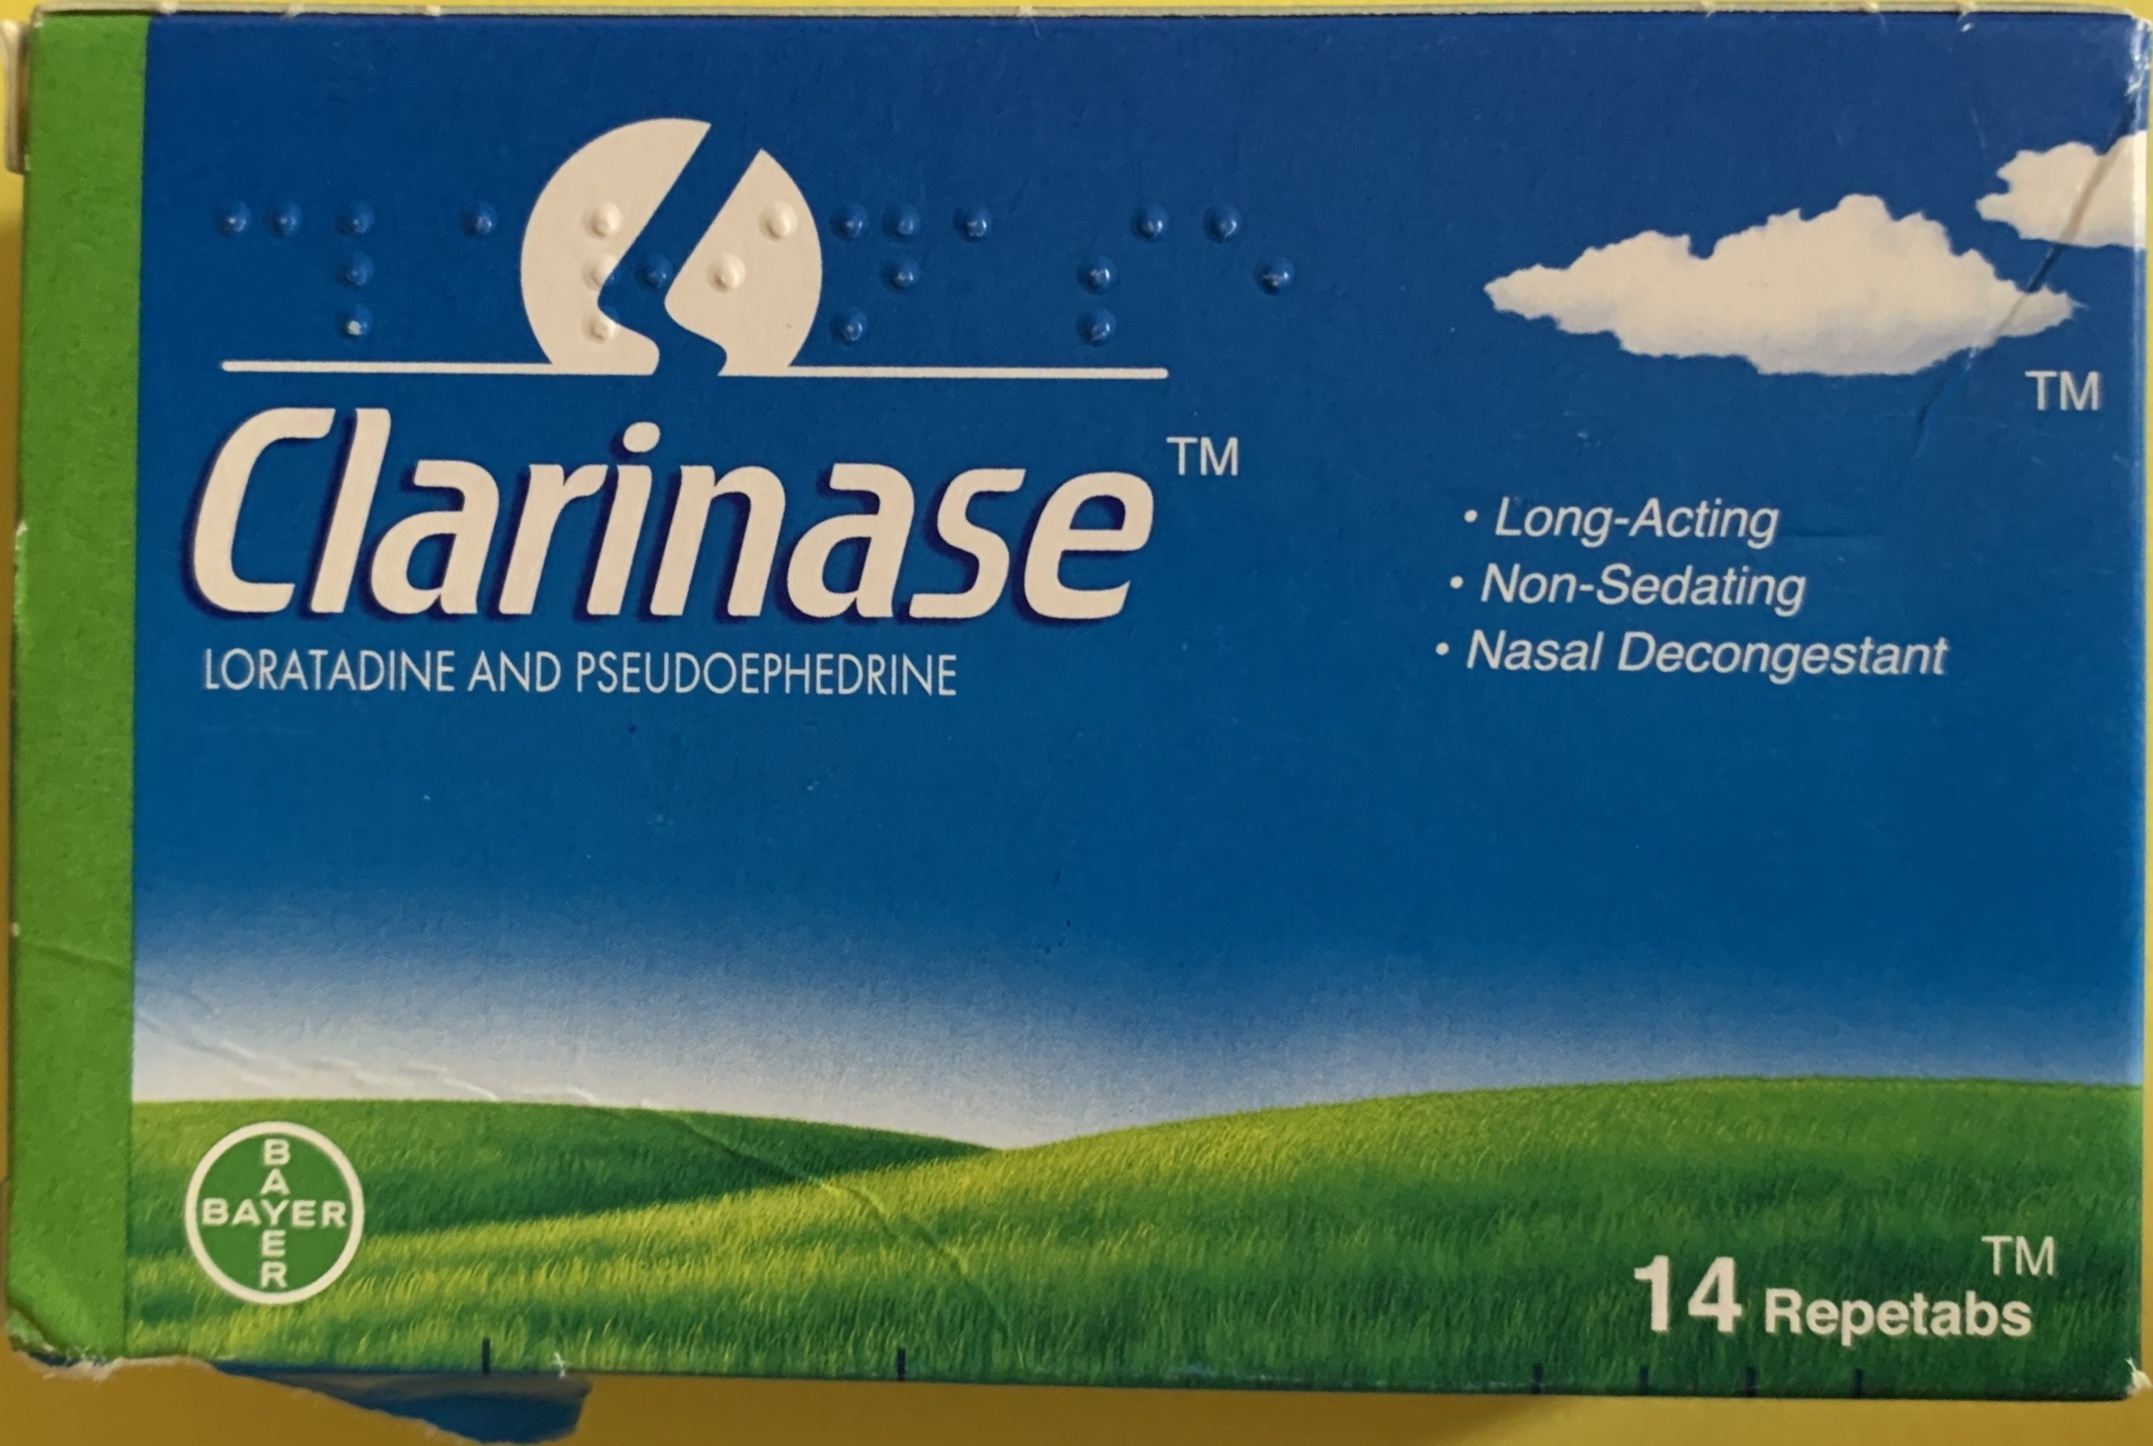 ⠉⠇⠁⠗⠊⠝⠁⠎⠑
Clarinase™
LORATADINE AND PSEUDOEPHEDRINE
TM
• Long-Acting
• Non-Sedating
• Nasal Decongestant
B
A
BAYER
E
R
14 Repetabs™